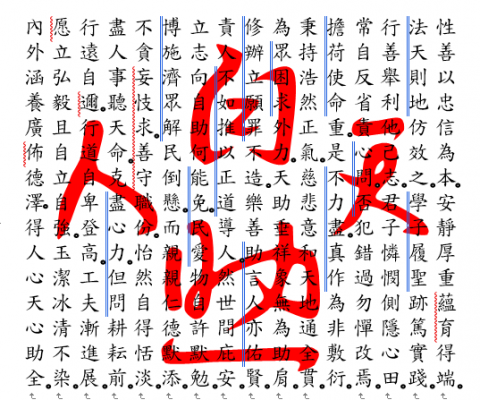 性善以忠信為本。安靜厚重蘊育得端。
法天則地仿效之。學子履聖跡篤實踐。
行善舉利他己志。君子憐憫惻隱心田。
常自反省責心問。否犯錯過勿憚改焉。
擔荷使命重。是力盡。真作為非敷衍。
秉持浩然正氣。慈悲意和天地通全貫。
為眾困求外力。天助垂祥象無為助肩。
修辦立願罪不造。樂善助言人亦佑賢。
責人不如推以正道導人。然世間庇安。
立志向自助何能免。民愛物自許默勉。
博施濟眾解民倒懸。而親親仁德默添。
不貪妄忮求。善守職份怡然自得恬淡。
盡人事聽天命。克盡心力。但問耕耘前。
行遠自邇。行道自卑登高。工夫漸進展。
愿立弘毅且自立自強。玉潔冰清不染。
內外涵養廣佈德澤。得人心天心助全。
天
自
人